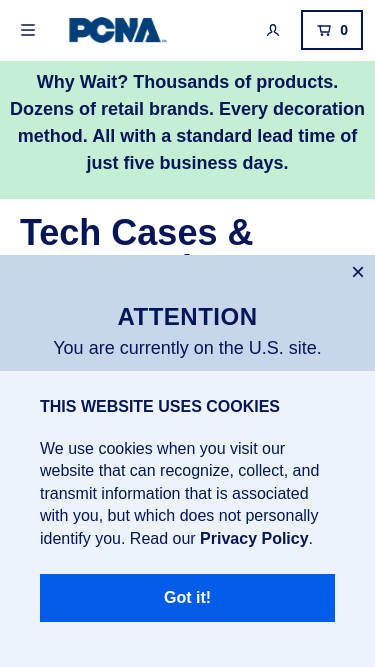 PCNA
0
Why Wait? Thousands of products.
Dozens of retail brands. Every decoration
method. All with a standard lead time of
just five business days.
Tech Cases &
ATTENTION
You are currently on the U.S. site.
THIS WEBSITE USES COOKIES
We use cookies when you visit our
website that can recognize, collect, and
transmit information that is associated
with you, but which does not personally
identify you. Read our Privacy Policy.
Got it!